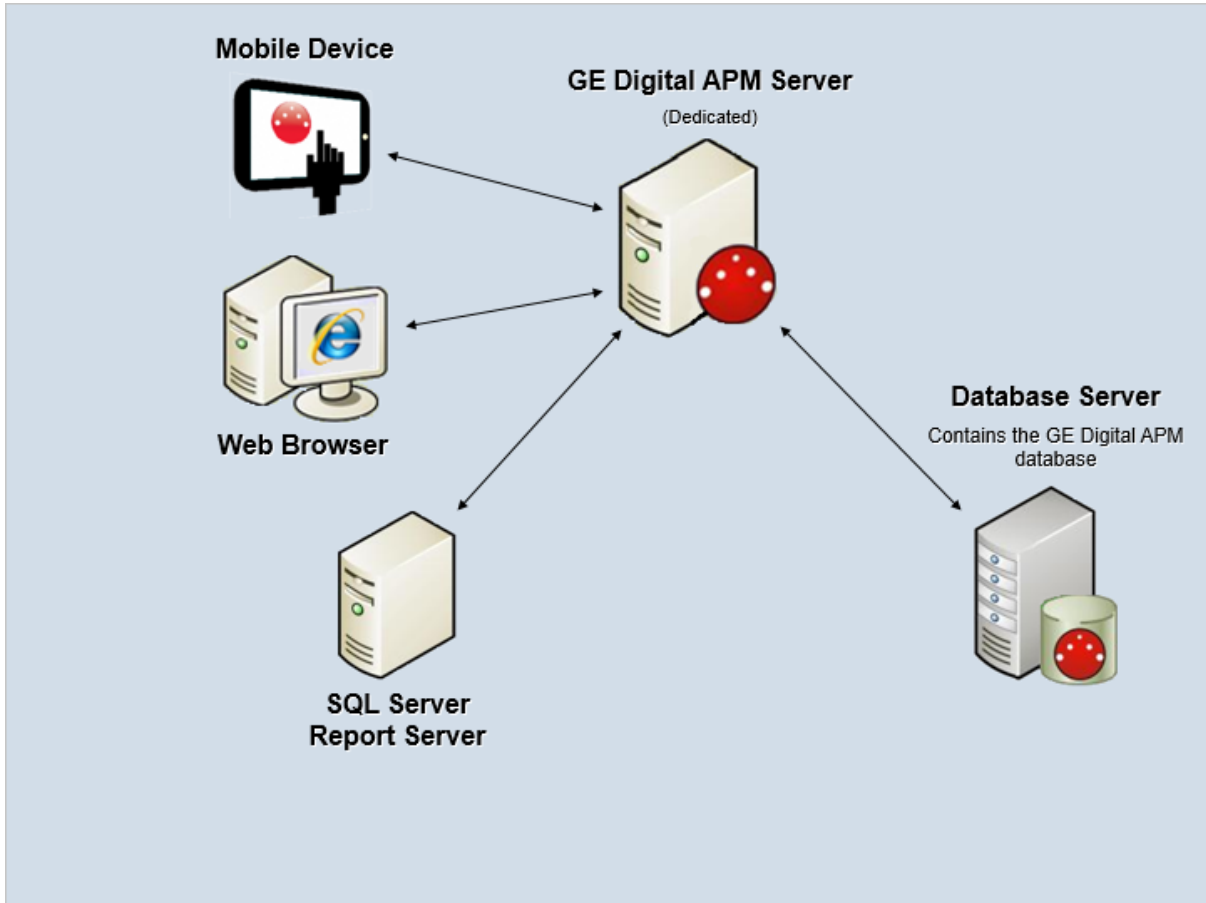 Mobile Device
GE Digital APM Server
(Dedicated)
Web Browser
Database Server
Contains the GE Digital APM
database
SQL Server
Report Server